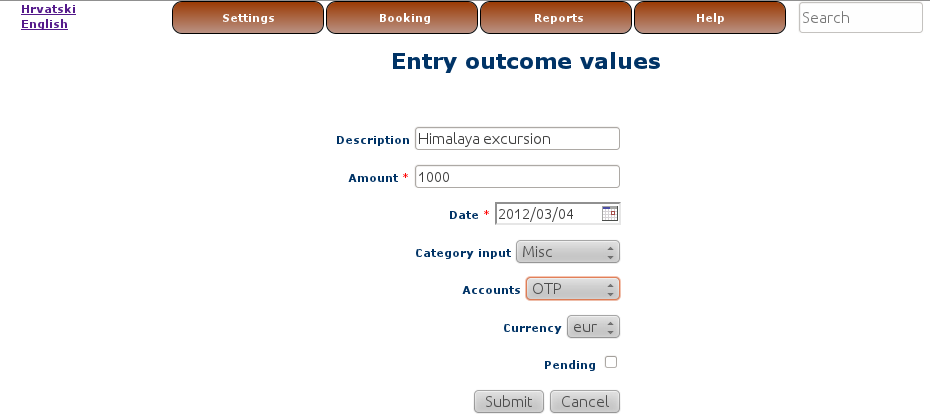 Hrvatski
English
Settings Booking Reports Help Search
Entry outcome values
Description Himalaya excursion
Amount * 1000
Date * 2012/03/04
Category input Misc
Accounts OTP
Currency eur
Pending
Submit Cancel